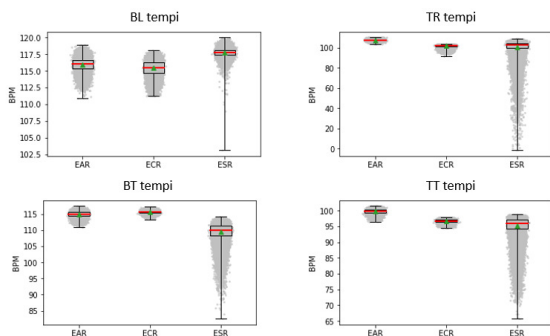 BL tempi
TR tempi
120.0
117.5
115.0
112.5
110.0
107.5
105.0
102.5
BPM
EAR
ECR
ESR
100
80
60
40
20
0
BPM
EAR
ECR
ESR
BT tempi
TT tempi
115
110
105
100
95
90
85
BPM
EAR
ECR
ESR
100
95
90
85
80
75
70
65
BPM
EAR
ECR
ESR